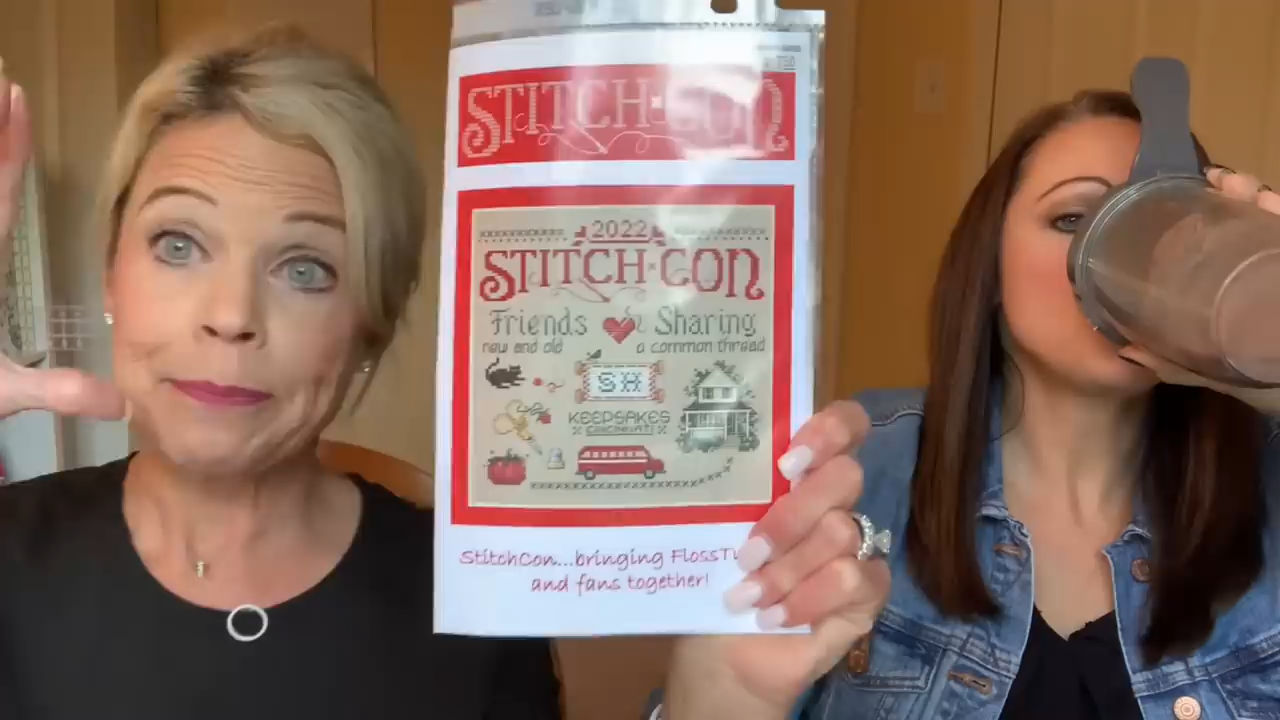 STITCH·CON
2022
STITCH·CON
Friends & Sharing
new and old a common thread
SH
KEEPSAKES
CINCINNATI
StitchCon...bringing
and fans together!